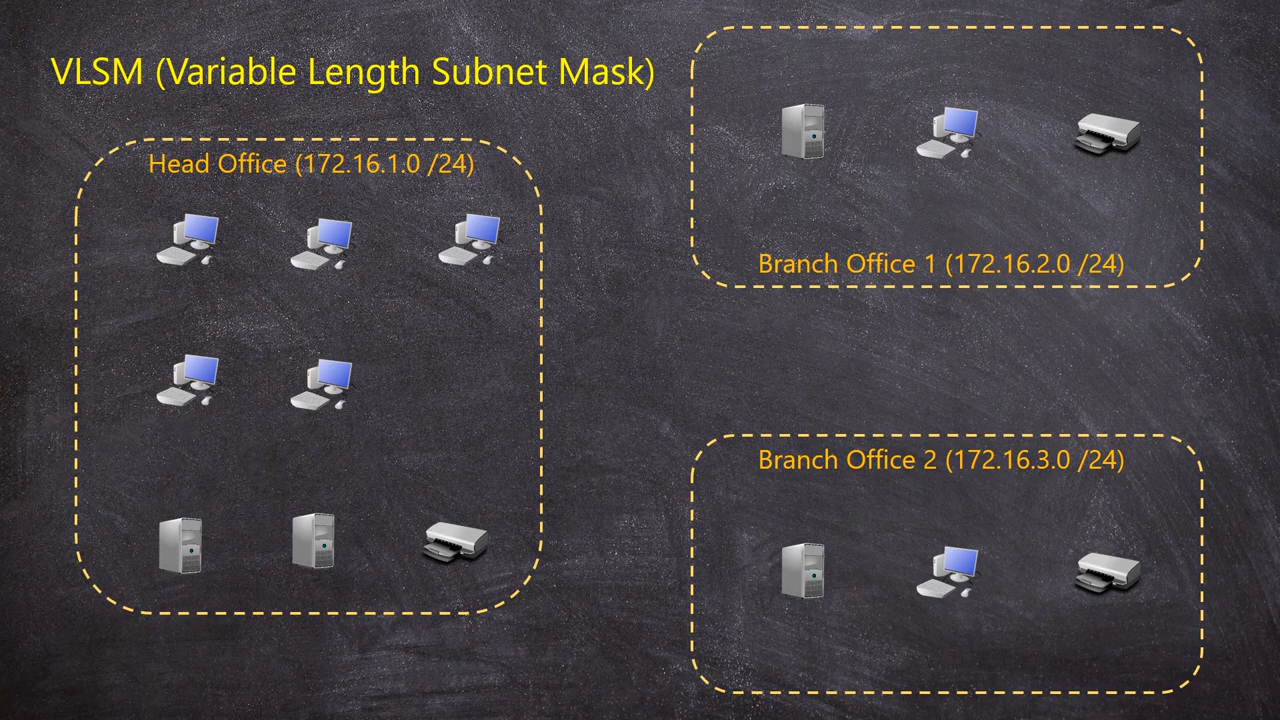 VLSM (Variable Length Subnet Mask)
Head Office (172.16.1.0 /24)
Branch Office 1 (172.16.2.0 /24)
Branch Office 2 (172.16.3.0 /24)